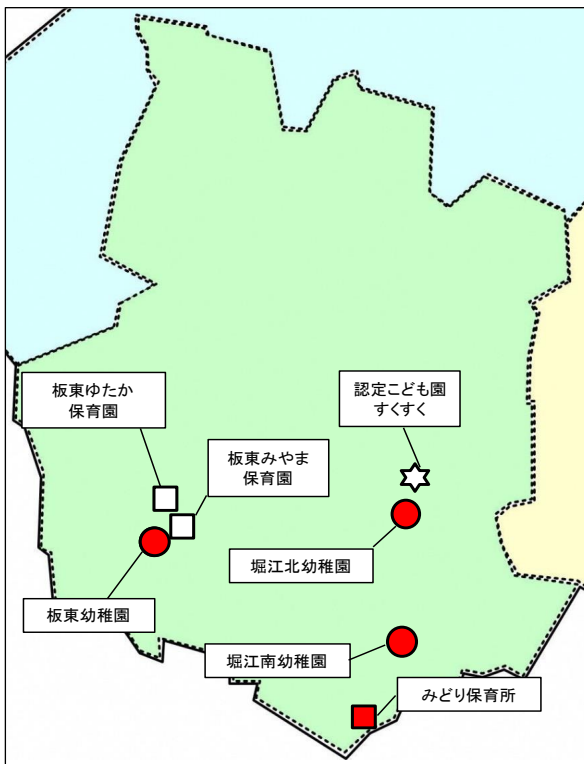 板東ゆたか
保育園
認定こども園
すくすく
板東みやま
保育園
堀江北幼稚園
板東幼稚園
堀江南幼稚園
みどり保育所